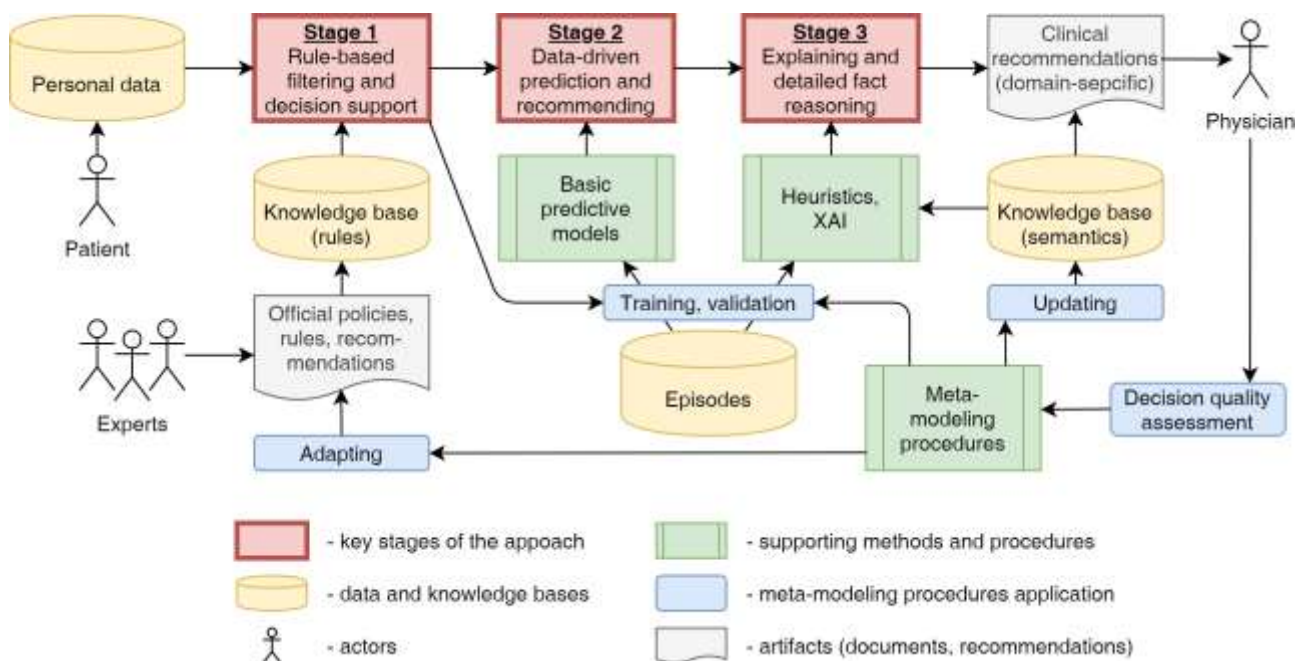 Personal data
Stage 1
Rule-based
filtering and
decision support
Stage 2
Data-driven
prediction and
recommending
Stage 3
Explaining and
detailed fact
reasoning
Clinical
recommendations
(domain-sepcific)
Physician
Patient
Knowledge base
(rules)
Basic
predictive
models
Heuristics,
XAI
Knowledge base
(semantics)
Official policies,
rules, recom-
mendations
Training, validation
Updating
Experts
Episodes
Meta-
modeling
procedures
Decision quality
assessment
Adapting
- key stages of the appoach
- supporting methods and procedures
- data and knowledge bases
- meta-modeling procedures application
- actors
- artifacts (documents, recommendations)